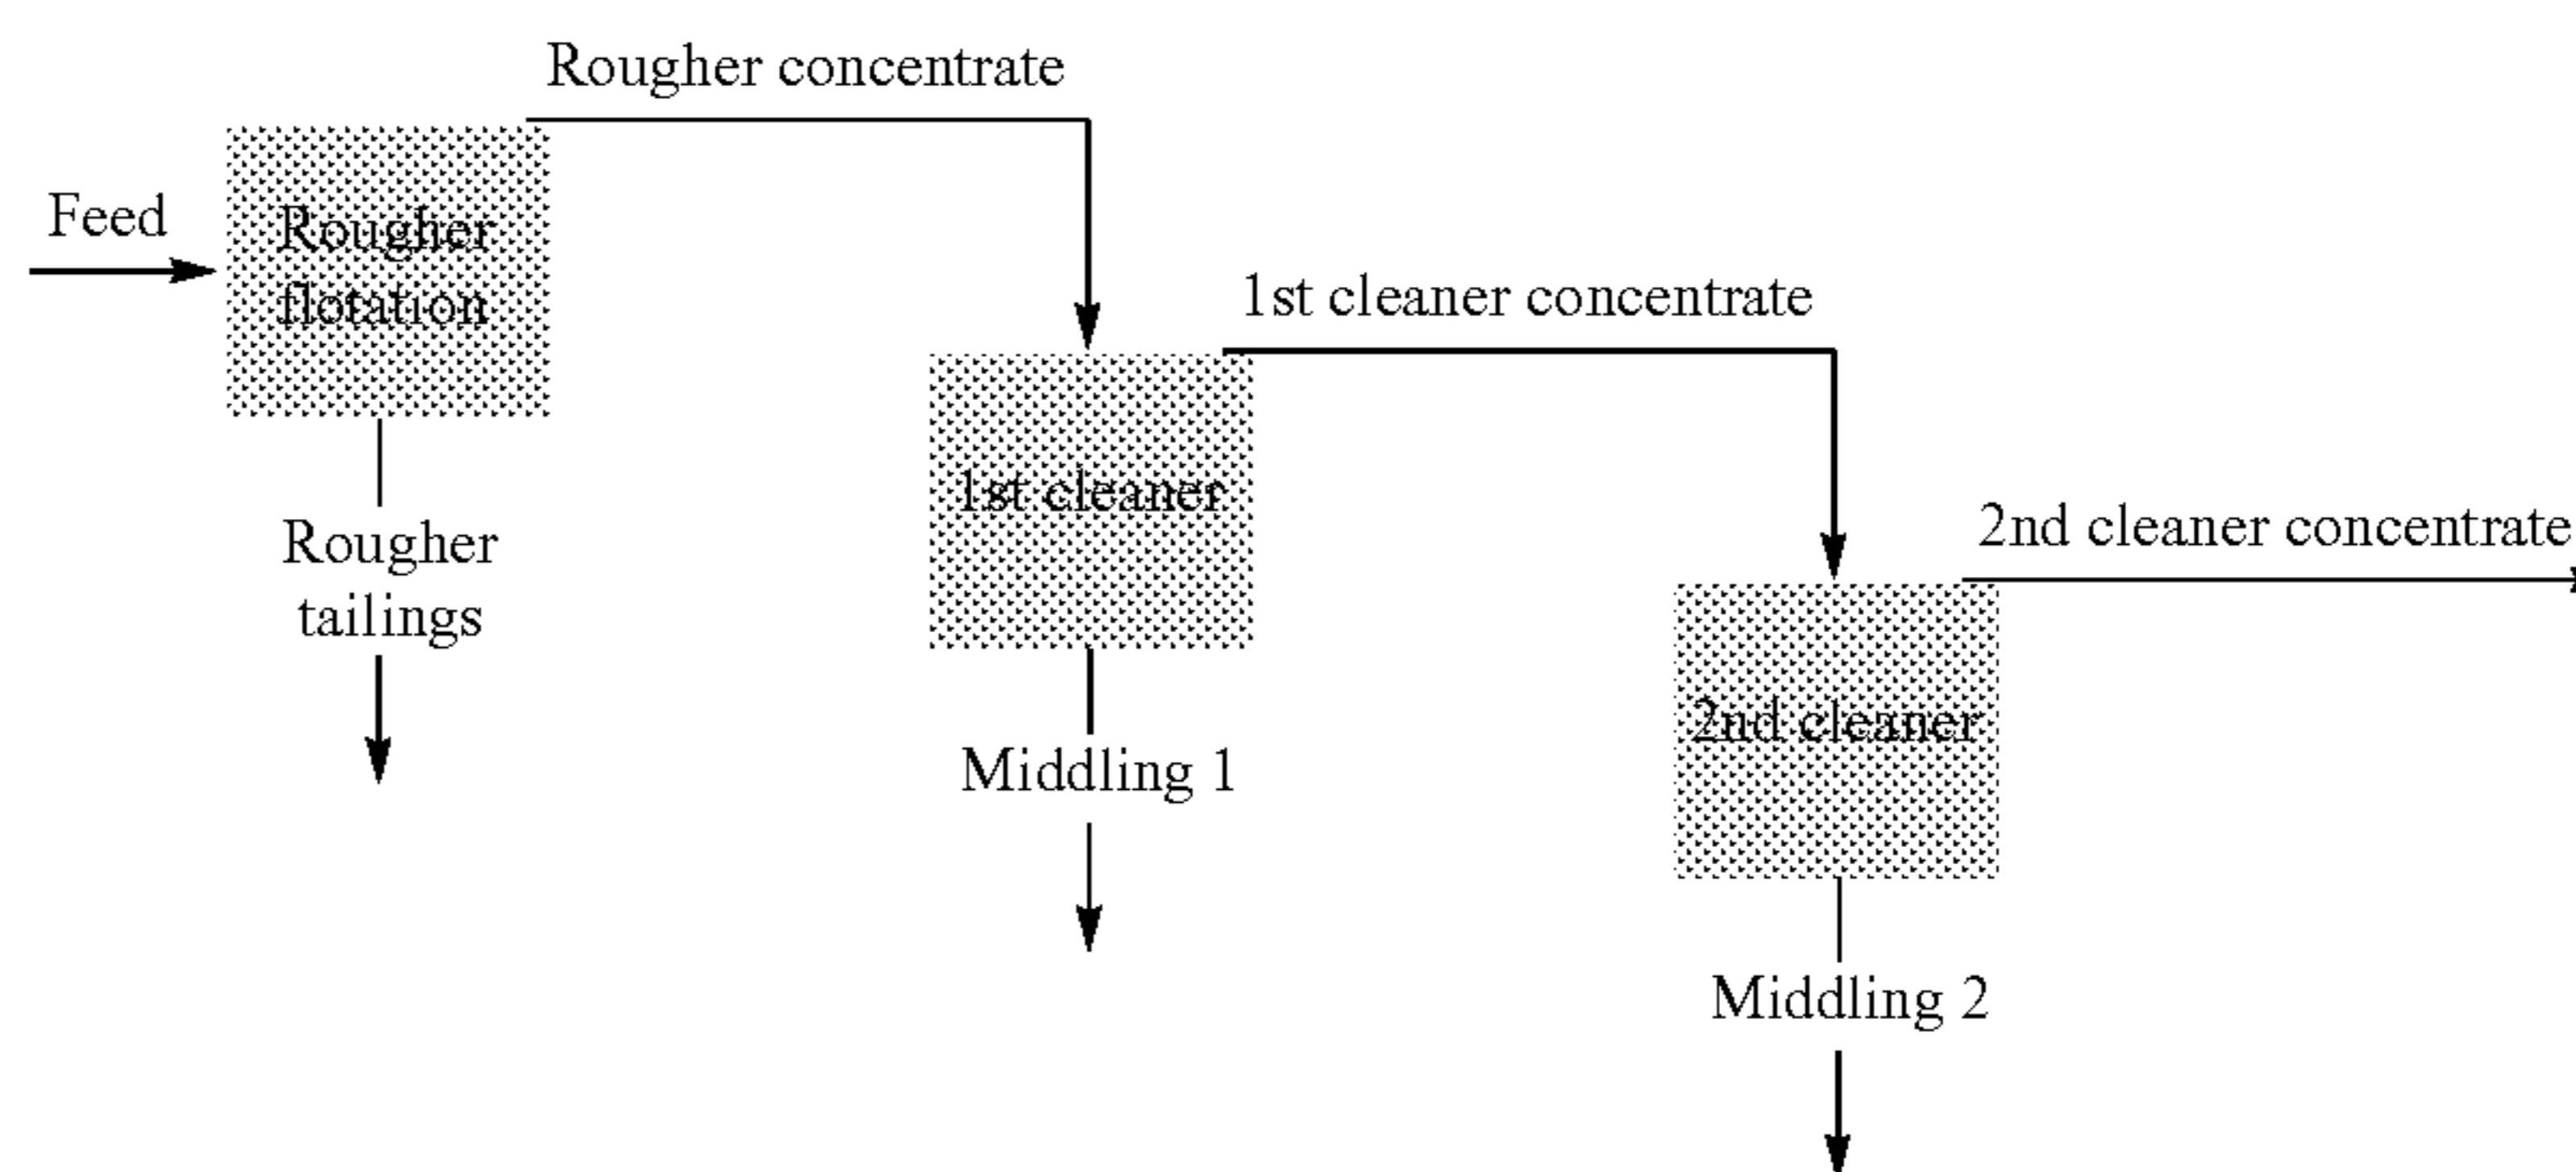 Rougher concentrate
Feed
Rougher
flotation
1st cleaner concentrate
1st cleaner
Rougher
tailings
2nd cleaner concentrate
2nd cleaner
Middling 1
Middling 2